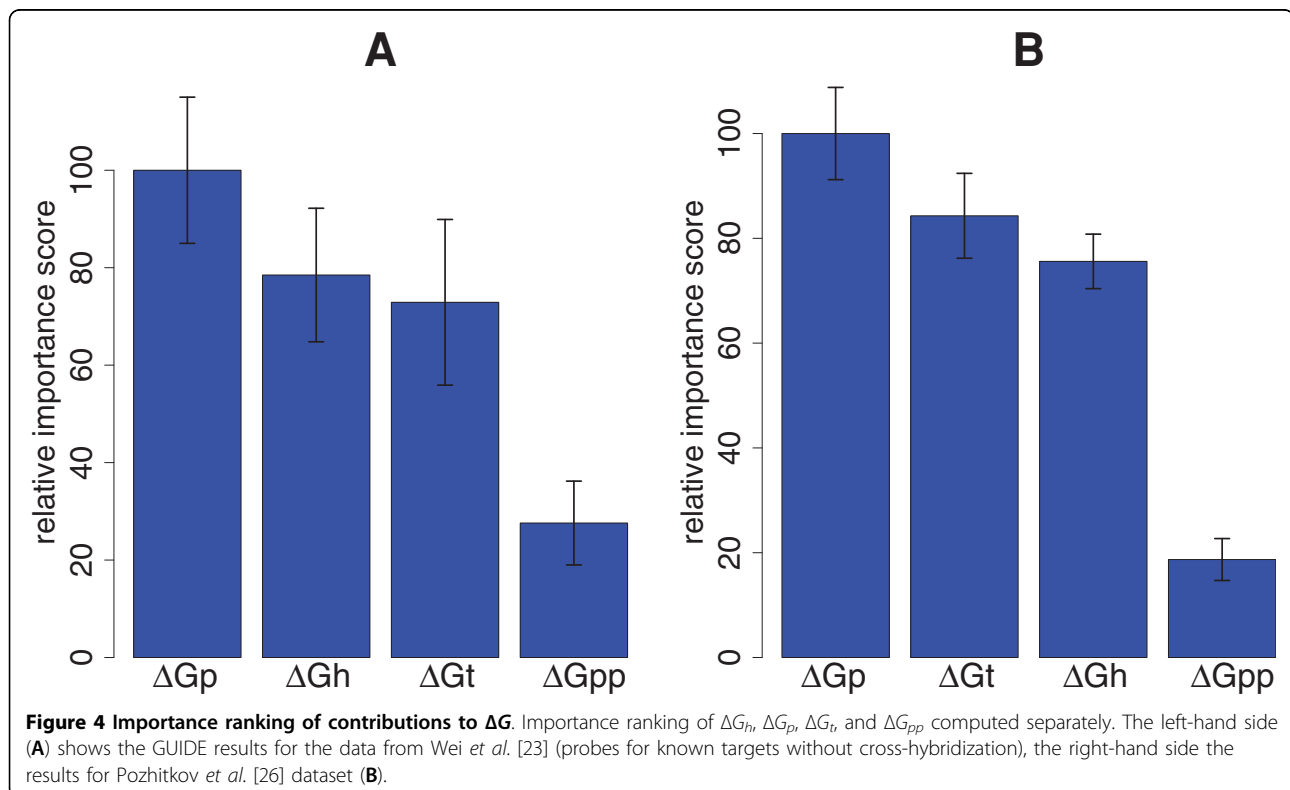 A
relative importance score
100
80
60
40
20
0
ΔGp ΔGh ΔGt ΔGpp
B
relative importance score
100
80
60
40
20
0
ΔGp ΔGt ΔGh ΔGpp
Figure 4 Importance ranking of contributions to ΔG. Importance ranking of ΔGh, ΔGp, ΔGt, and ΔGpp computed separately. The left-hand side
(A) shows the GUIDE results for the data from Wei et al. [23] (probes for known targets without cross-hybridization), the right-hand side the
results for Pozhitkov et al. [26] dataset (B).